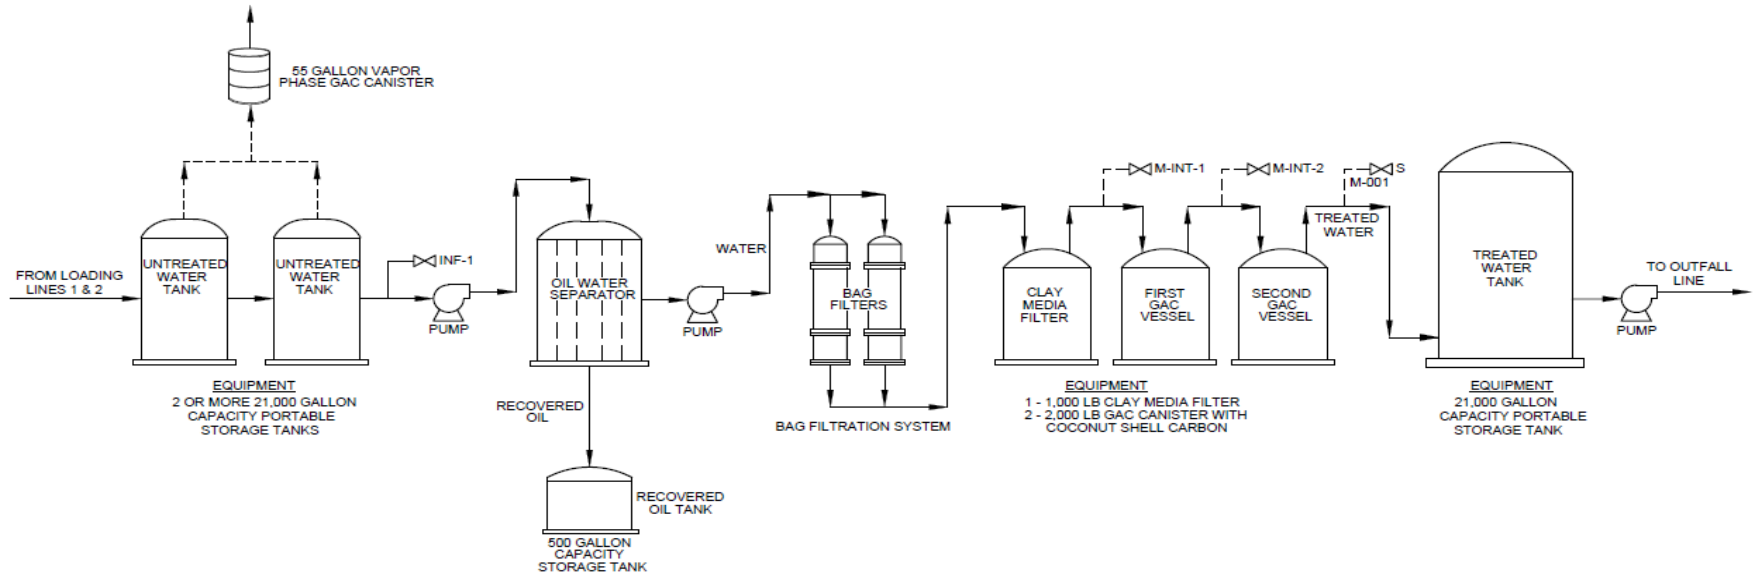 55 GALLON VAPOR
PHASE GAC CANISTER
FROM LOADING
LINES 1 & 2
UNTREATED
WATER
TANK
UNTREATED
WATER
TANK
INF-1
PUMP
EQUIPMENT
2 OR MORE 21,000 GALLON
CAPACITY PORTABLE
STORAGE TANKS
OIL WATER
SEPARATOR
RECOVERED
OIL
RECOVERED
OIL TANK
500 GALLON
CAPACITY
STORAGE TANK
PUMP
WATER
BAG
FILTERS
BAG FILTRATION SYSTEM
CLAY
MEDIA
FILTER
M-INT-1
FIRST
GAC
VESSEL
M-INT-2
SECOND
GAC
VESSEL
S
M-001
TREATED
WATER
EQUIPMENT
1 - 1,000 LB CLAY MEDIA FILTER
2 - 2,000 LB GAC CANISTER WITH
COCONUT SHELL CARBON
TREATED
WATER
TANK
EQUIPMENT
21,000 GALLON
CAPACITY PORTABLE
STORAGE TANK
PUMP
TO OUTFALL
LINE